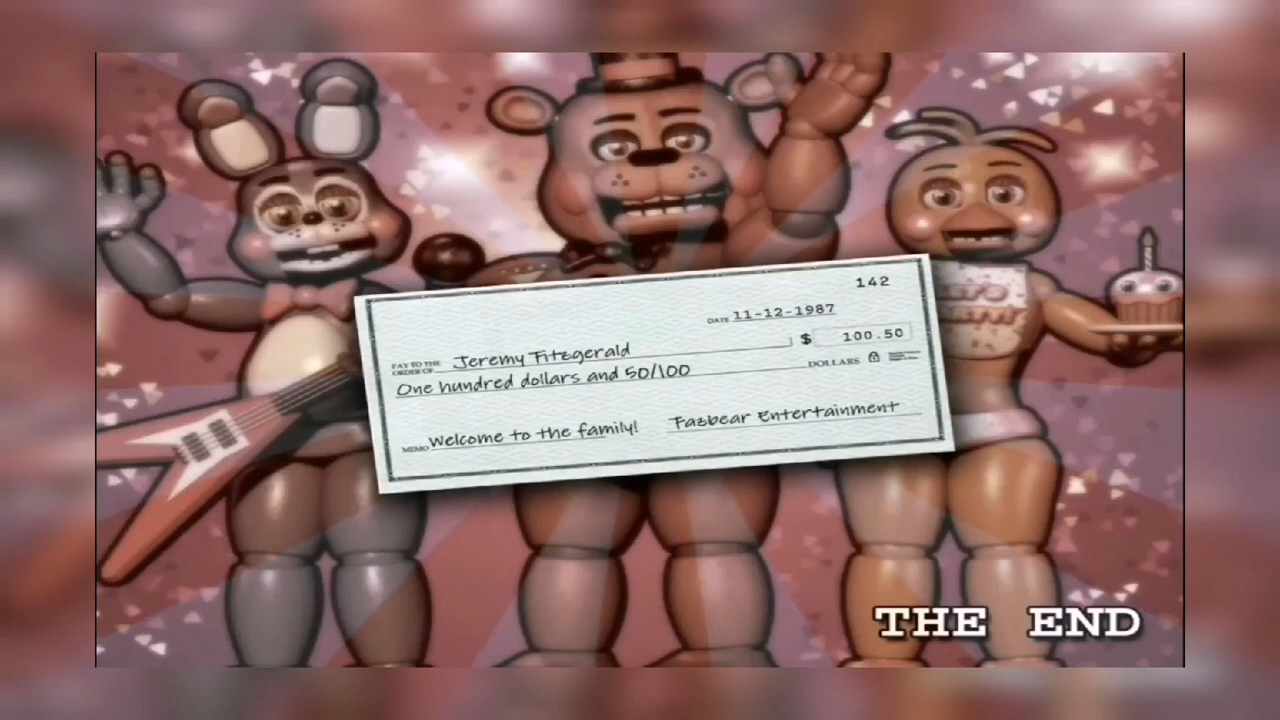 142
DATE 11-12-1987
PAY TO THE
ORDER OF Jeremy Fitzgerald $ 100.50
One hundred dollars and 50/100 DOLLARS
MEMO Welcome to the family! Fazbear Entertainment
THE END